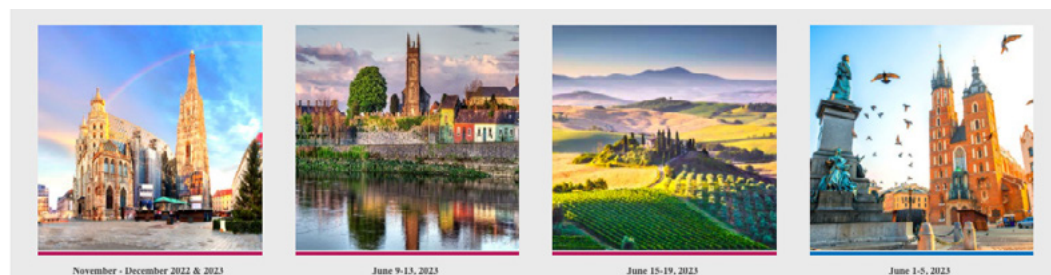 November - December 2022 & 2023
June 9-13, 2023
June 15-19, 2023
June 1-5, 2023